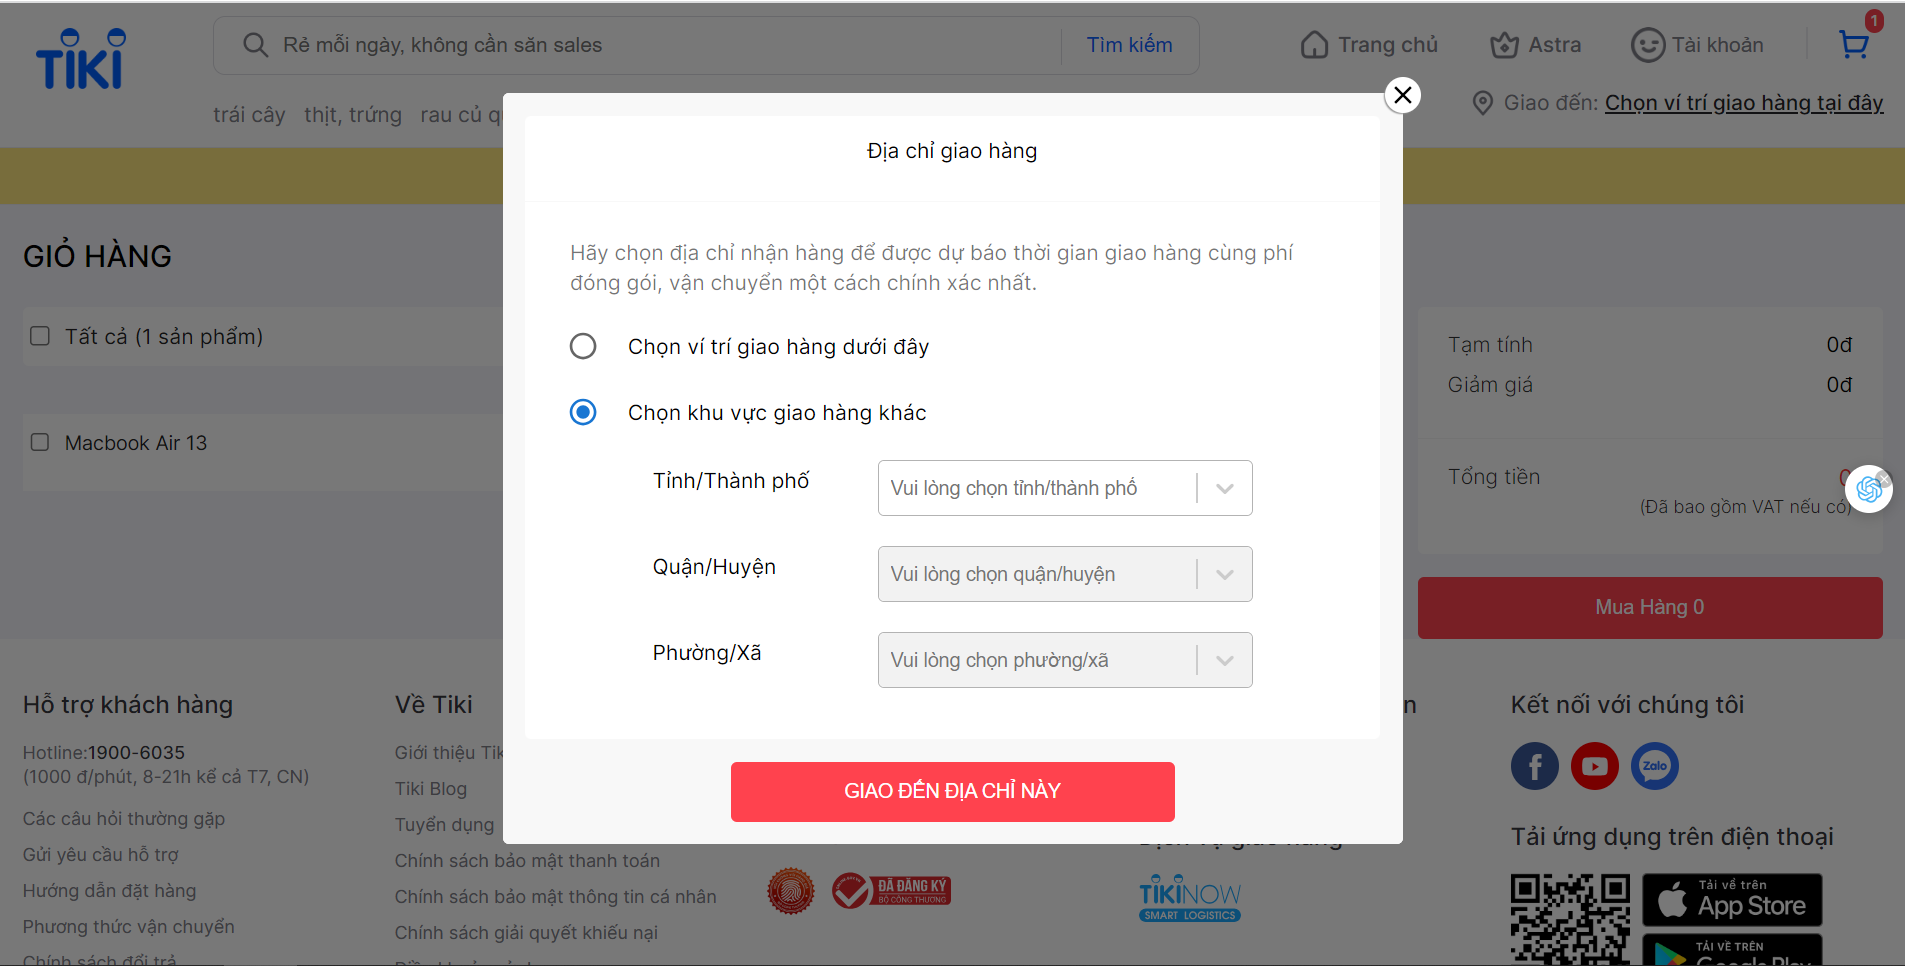 TIKI
Rẻ mỗi ngày, không cần săn sales
Tìm kiếm
Trang chủ
Astra
Tài khoản
1
trái cây thịt, trứng rau củ
Giao đến: Chọn ví trí giao hàng tại đây
Địa chỉ giao hàng
Hãy chọn địa chỉ nhận hàng để được dự báo thời gian giao hàng cùng phí
đóng gói, vận chuyển một cách chính xác nhất.
Chọn ví trí giao hàng dưới đây
Chọn khu vực giao hàng khác
Tỉnh/Thành phố
Vui lòng chọn tỉnh/thành phố
Quận/Huyện
Vui lòng chọn quận/huyện
Phường/Xã
Vui lòng chọn phường/xã
GIAO ĐẾN ĐỊA CHỈ NÀY
GIỎ HÀNG
Tất cả (1 sản phẩm)
Macbook Air 13
Tạm tính
0đ
Giảm giá
0đ
Tổng tiền
0
(Đã bao gồm VAT nếu có)
Mua Hàng 0
Hỗ trợ khách hàng
Hotline:1900-6035
(1000 đ/phút, 8-21h kể cả T7, CN)
Các câu hỏi thường gặp
Gửi yêu cầu hỗ trợ
Hướng dẫn đặt hàng
Phương thức vận chuyển
Chính sách đổi trả
Về Tiki
Giới thiệu
Tiki Blog
Tuyển dụng
Chính sách bảo mật thanh toán
Chính sách bảo mật thông tin cá nhân
Chính sách giải quyết khiếu nại
ĐÃ ĐĂNG KÝ
BỘ CÔNG THƯƠNG
Dịch vụ giao hàng
TIKINOW
SMART LOGISTICS
Kết nối với chúng tôi
Zalo
Tải ứng dụng trên điện thoại
Tải về trên
App Store
TẢI VỀ TRÊN
Google Play